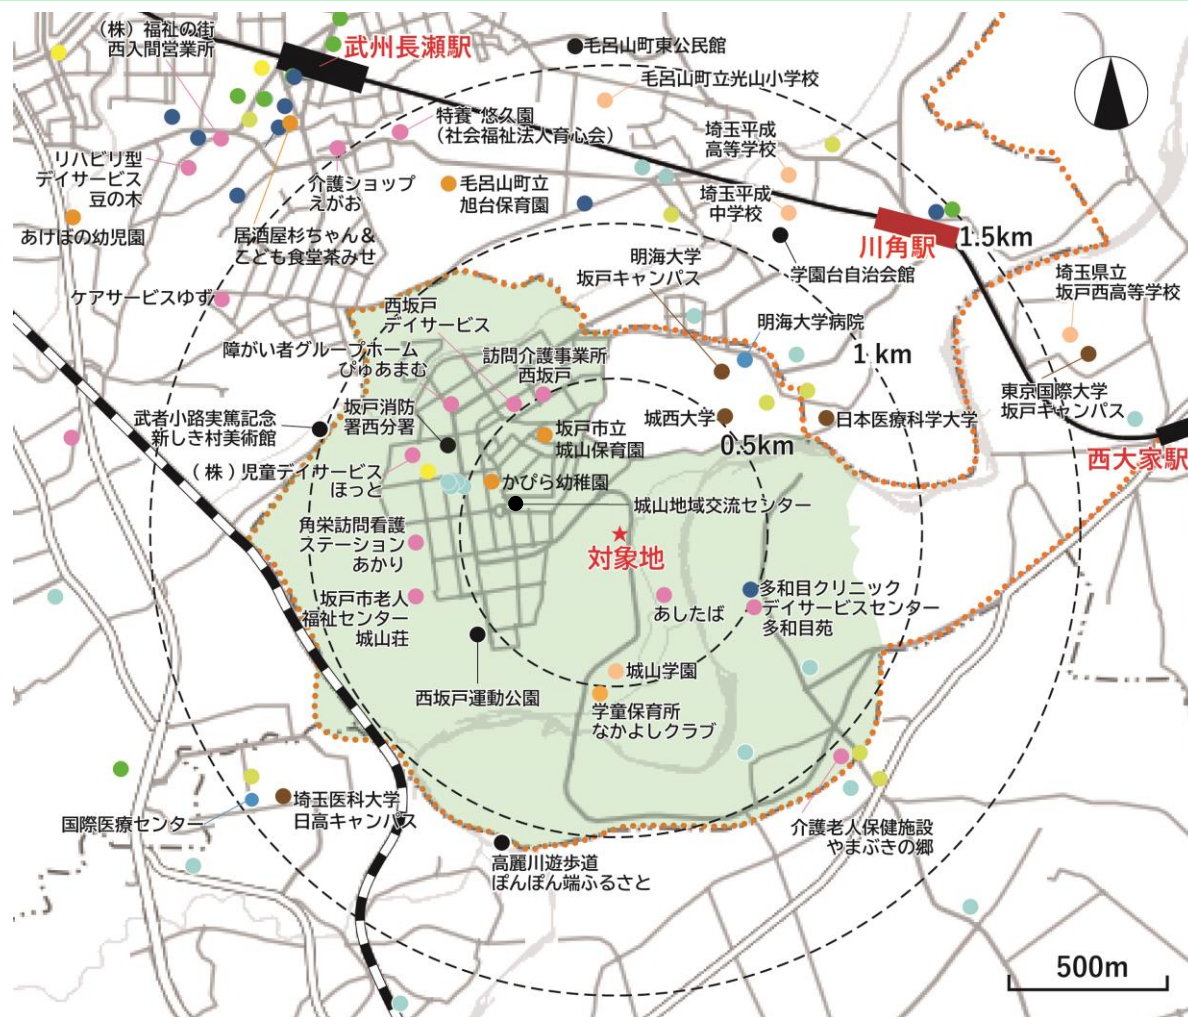 （株）福祉の街
西入間営業所
武州長瀬駅
毛呂山町東公民館
毛呂山町立光山小学校
特養 悠久園
（社会福祉法人育心会）
埼玉平成
高等学校
リハビリ型
デイサービス
豆の木
介護ショップ
えがお
毛呂山町立
旭台保育園
埼玉平成
中学校
あけぼの幼児園
居酒屋杉ちゃん＆
こども食堂茶みせ
川角駅
1.5km
学園台自治会館
明海大学
坂戸キャンパス
埼玉県立
坂戸西高等学校
ケアサービスゆず
西坂戸
デイサービス
明海大学病院
障がい者グループホーム
ぴゅあまむ
訪問介護事業所
西坂戸
1 km
東京国際大学
坂戸キャンパス
武者小路実篤記念
新しき村美術館
坂戸消防
署西分署
坂戸市立
城山保育園
城西大学
日本医療科学大学
0.5km
西大家駅
（株）児童デイサービス
ほっと
かぴら幼稚園
城山地域交流センター
角栄訪問看護
ステーション
あかり
対象地
坂戸市老人
福祉センター
城山荘
あしたば
多和目クリニック
デイサービスセンター
多和目苑
城山学園
西坂戸運動公園
学童保育所
なかよしクラブ
国際医療センター
埼玉医科大学
日高キャンパス
介護老人保健施設
やまぶきの郷
高麗川遊歩道
ぽんぽん端ふるさと
500m